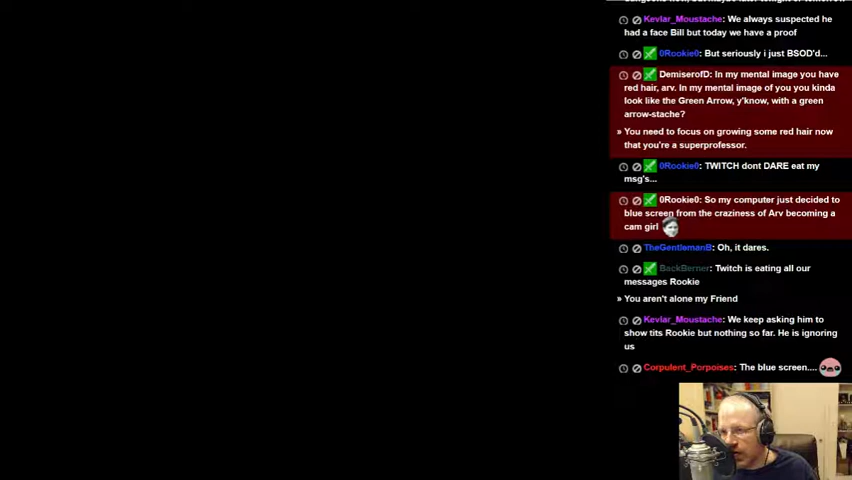 Kevlar_Moustache: We always suspected he
had a face Bill but today we have a proof
0Rookie0: But seriously i just BSOD'd...
DemiserofD: In my mental image you have
red hair, arv. In my mental image of you you kinda
look like the Green Arrow, y'know, with a green
arrow-stache?
» You need to focus on growing some red hair now
that you're a superprofessor.
0Rookie0: TWITCH dont DARE eat my
msg's...
0Rookie0: So my computer just decided to
blue screen from the craziness of Arv becoming a
cam girl
TheGentlemanB: Oh, it dares.
BackBerner: Twitch is eating all our
messages Rookie
» You aren't alone my Friend
Kevlar_Moustache: We keep asking him to
show tits Rookie but nothing so far. He is ignoring
us
Corpulent_Porpoises: The blue screen....